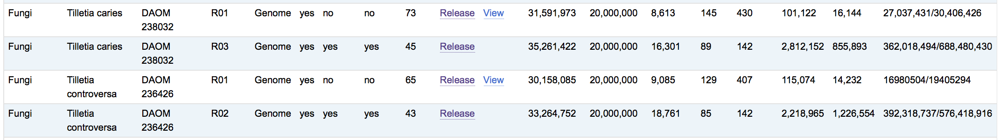 Fungi Tilletia caries DAOM R01 Genome yes no no 73 Release View 31,591,973 20,000,000 8,613 145 430 101,122 16,144 27,037,431/30,406,426
238032
Fungi Tilletia caries DAOM R03 Genome yes yes yes 45 Release 35,261,422 20,000,000 16,301 89 142 2,812,152 855,893 362,018,494/688,480,430
238032
Fungi Tilletia DAOM R01 Genome yes no no 65 Release View 30,158,085 20,000,000 9,085 129 407 115,074 14,232 16980504/19405294
controversa 236426
Fungi Tilletia DAOM R02 Genome yes yes yes 43 Release 33,264,752 20,000,000 18,761 85 142 2,218,965 1,226,554 392,318,737/576,418,916
controversa 236426